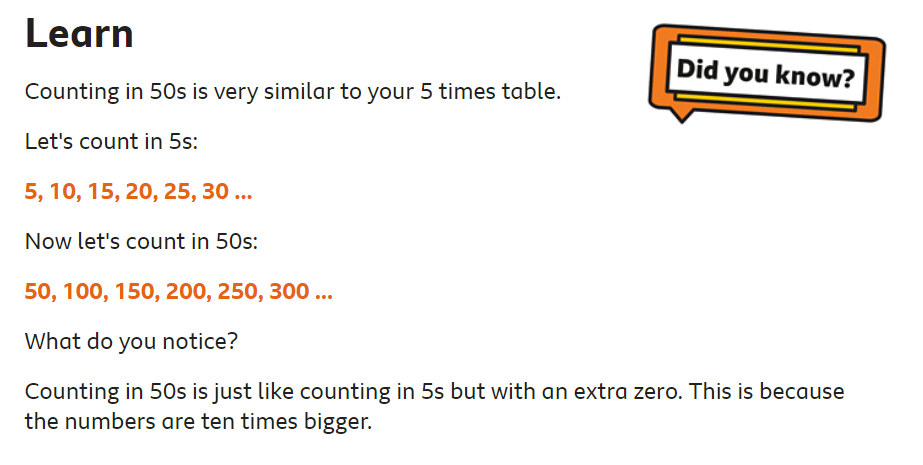 Learn
Did you know?
Counting in 50s is very similar to your 5 times table.
Let's count in 5s:
5, 10, 15, 20, 25, 30 ...
Now let's count in 50s:
50, 100, 150, 200, 250, 300 ...
What do you notice?
Counting in 50s is just like counting in 5s but with an extra zero. This is because
the numbers are ten times bigger.